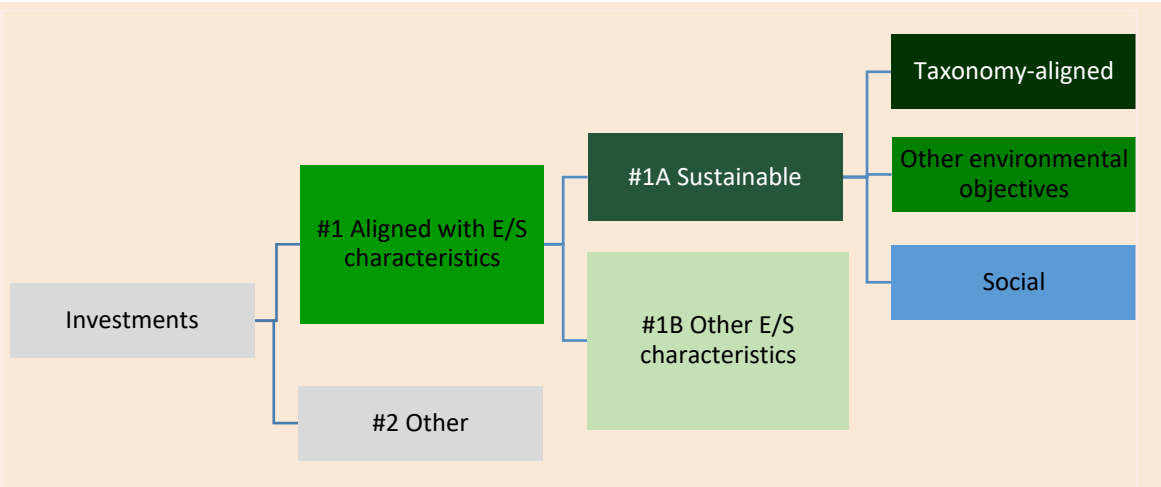 Investments
#1 Aligned with E/S
characteristics
#2 Other
#1A Sustainable
#1B Other E/S
characteristics
Taxonomy-aligned
Other environmental
objectives
Social